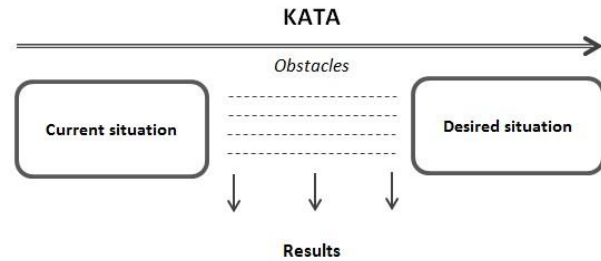 KATA
Obstacles
Current situation
Desired situation
Results